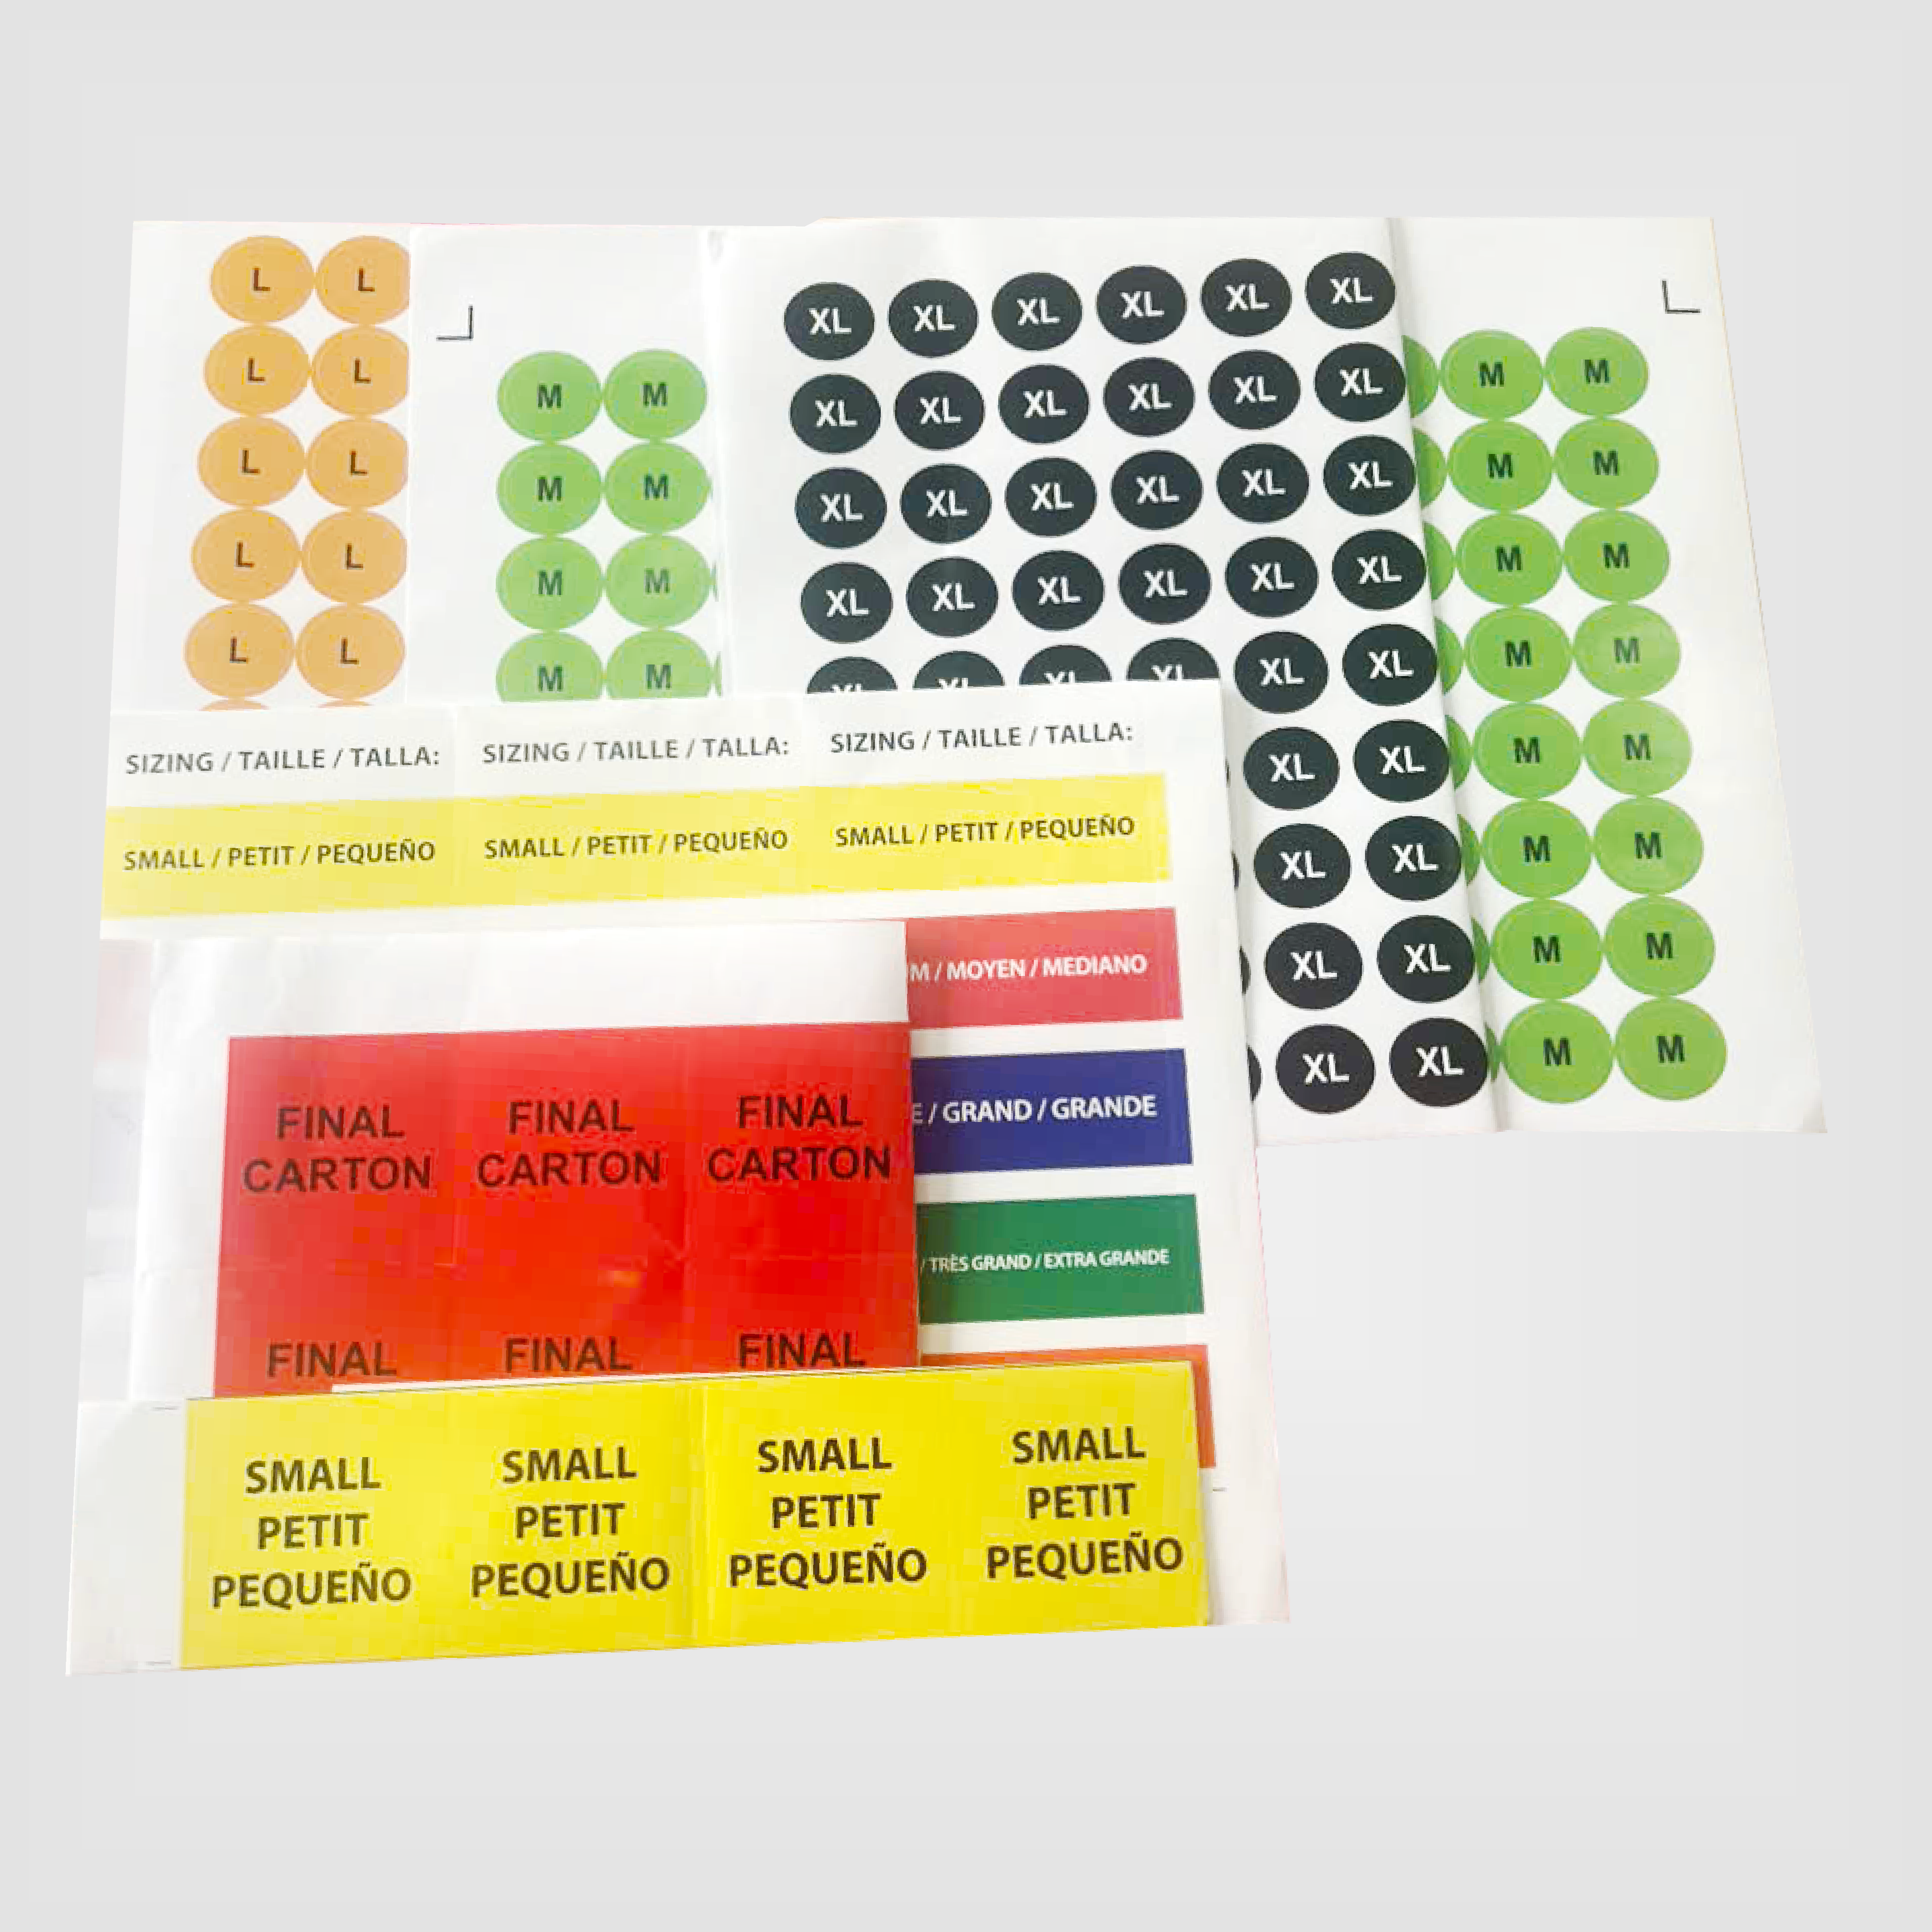 L L
L L
L L
L L
L L
M M
M M
M M
M M
XL XL XL XL XL XL
XL XL XL XL XL XL
XL XL XL XL XL XL
XL XL XL XL XL XL
XL XL
XL XL
XL XL
XL XL
XL XL
M M
M M
M M
M M
M M
M M
M M
M M
SIZING / TAILLE / TALLA: SIZING / TAILLE / TALLA: SIZING / TAILLE / TALLA:
SMALL / PETIT / PEQUEÑO SMALL / PETIT / PEQUEÑO SMALL / PETIT / PEQUEÑO
M / MOYEN / MEDIANO
E / GRAND / GRANDE
/ TRÈS GRAND / EXTRA GRANDE
FINAL FINAL FINAL
CARTON CARTON CARTON
FINAL FINAL FINAL
SMALL SMALL SMALL SMALL
PETIT PETIT PETIT PETIT
PEQUEÑO PEQUEÑO PEQUEÑO PEQUEÑO